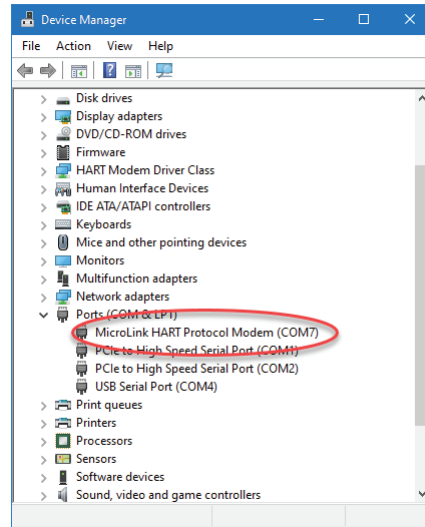 Device Manager
File Action View Help
Disk drives
Display adapters
DVD/CD-ROM drives
Firmware
HART Modem Driver Class
Human Interface Devices
IDE ATA/ATAPI controllers
Keyboards
Mice and other pointing devices
Monitors
Multifunction adapters
Network adapters
Ports (COM & LPT)
MicroLink HART Protocol Modem (COM7)
PCIe to High Speed Serial Port (COM1)
PCIe to High Speed Serial Port (COM2)
USB Serial Port (COM4)
Print queues
Printers
Processors
Sensors
Software devices
Sound, video and game controllers